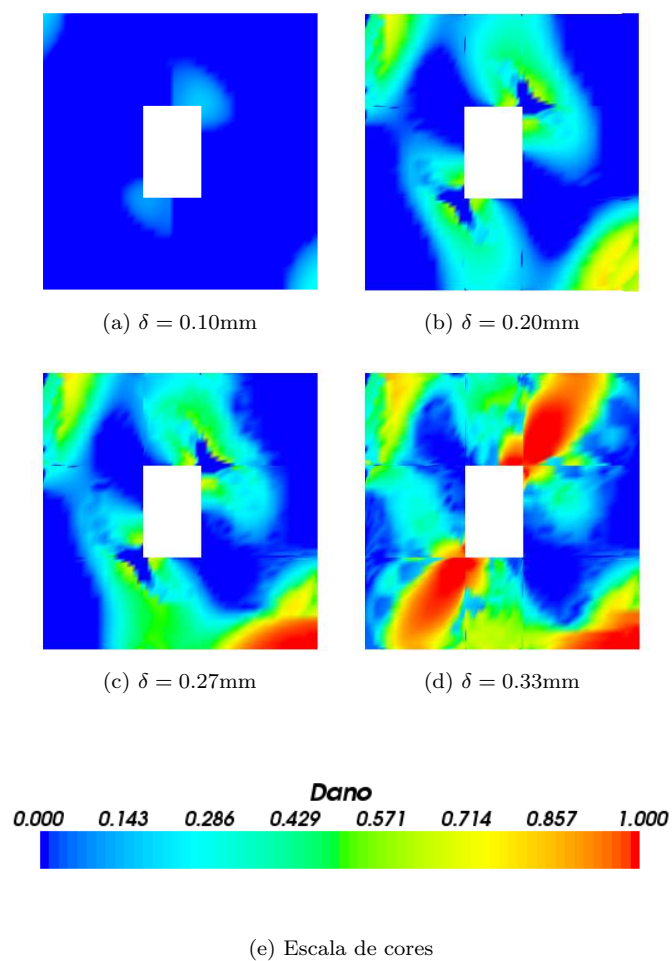 (a) δ = 0.10mm
(b) δ = 0.20mm
(c) δ = 0.27mm
(d) δ = 0.33mm
Dano
0.000 0.143 0.286 0.429 0.571 0.714 0.857 1.000
(e) Escala de cores